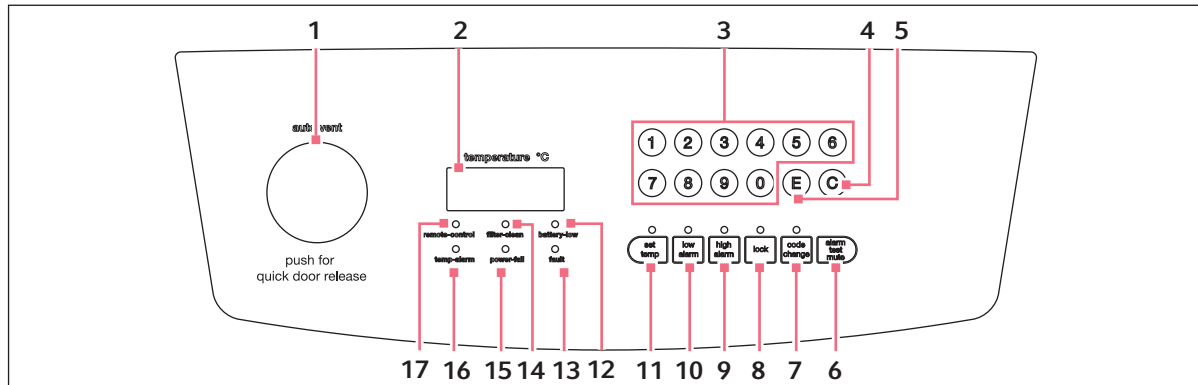 1 2 3 4 5
auto vent
1 2 3 4 5 6
temperature °C
7 8 9 0 E C
remote-control filter-clean battery-low
set temp low alarm high alarm lock code change alarm test mute
temp-alarm power-fail fault
push for
quick door release
17 16 15 14 13 12 11 10 9 8 7 6